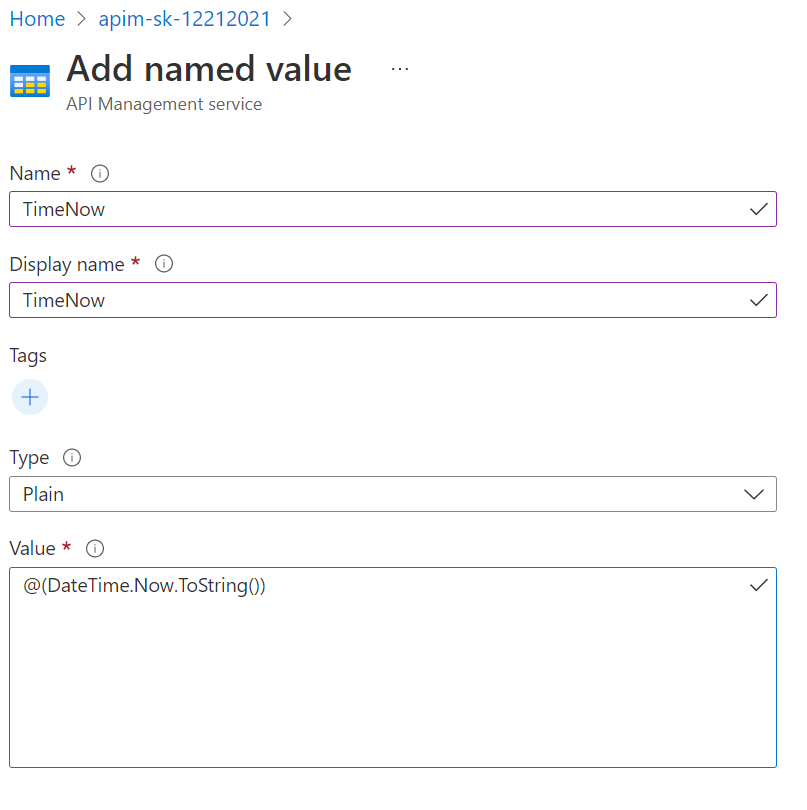 Home > apim-sk-12212021 >
Add named value ...
API Management service
Name *
TimeNow
Display name *
TimeNow
Tags
Type
Plain
Value *
@(DateTime.Now.ToString())